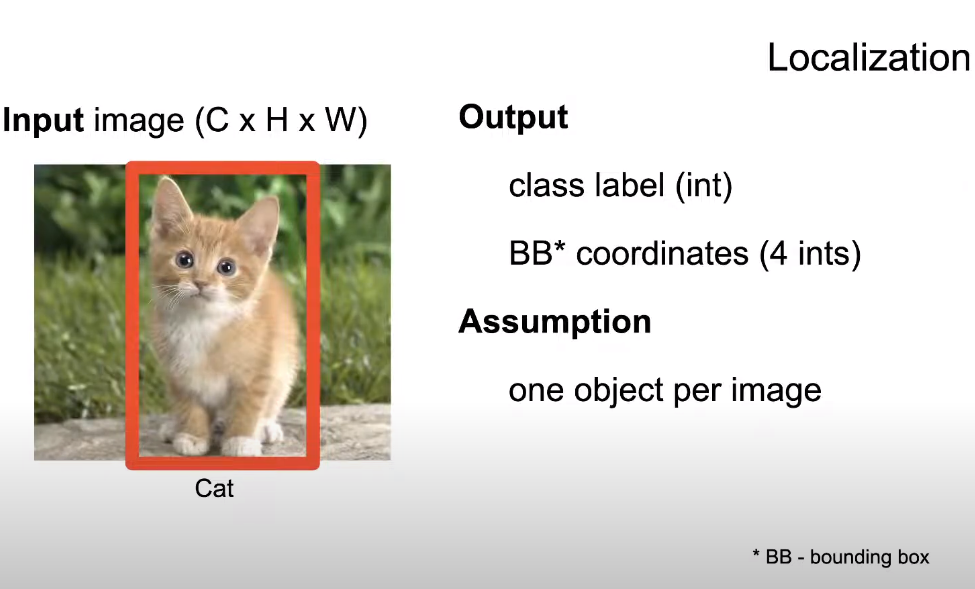 Localization
Input image (C x H x W)
Cat
Output
class label (int)
BB* coordinates (4 ints)
Assumption
one object per image
* BB - bounding box